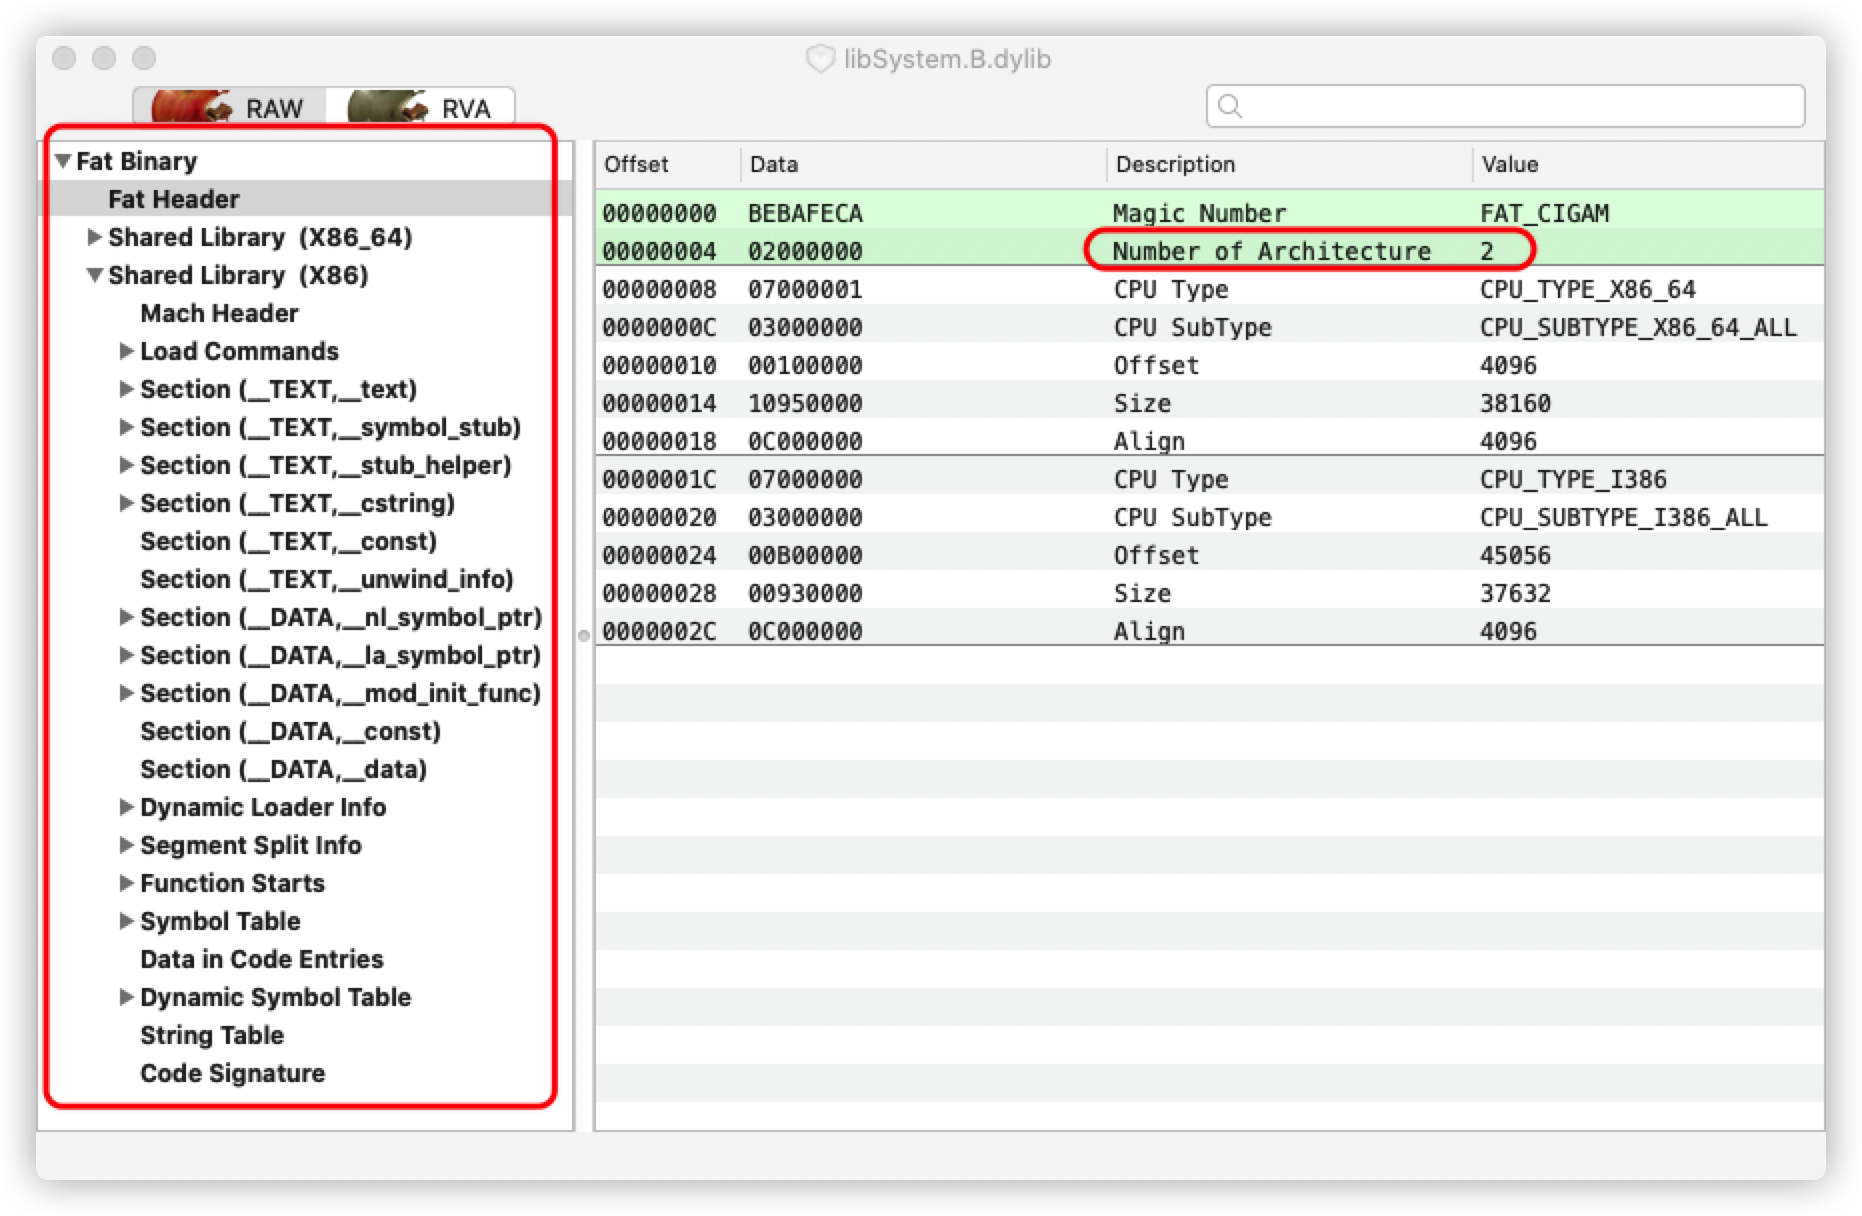 libSystem.B.dylib
RAW RVA
Fat Binary
Fat Header
Shared Library (X86_64)
Shared Library (X86)
Mach Header
Load Commands
Section (__TEXT,__text)
Section (__TEXT,__symbol_stub)
Section (__TEXT,__stub_helper)
Section (__TEXT,__cstring)
Section (__TEXT,__const)
Section (__TEXT,__unwind_info)
Section (__DATA,__nl_symbol_ptr)
Section (__DATA,__la_symbol_ptr)
Section (__DATA,__mod_init_func)
Section (__DATA,__const)
Section (__DATA,__data)
Dynamic Loader Info
Segment Split Info
Function Starts
Symbol Table
Data in Code Entries
Dynamic Symbol Table
String Table
Code Signature
Offset Data Description Value
00000000 BEBAFECA Magic Number FAT_CIGAM
00000004 02000000 Number of Architecture 2
00000008 07000001 CPU Type CPU_TYPE_X86_64
0000000C 03000000 CPU SubType CPU_SUBTYPE_X86_64_ALL
00000010 00100000 Offset 4096
00000014 10950000 Size 38160
00000018 0C000000 Align 4096
0000001C 07000000 CPU Type CPU_TYPE_I386
00000020 03000000 CPU SubType CPU_SUBTYPE_I386_ALL
00000024 00B00000 Offset 45056
00000028 00930000 Size 37632
0000002C 0C000000 Align 4096